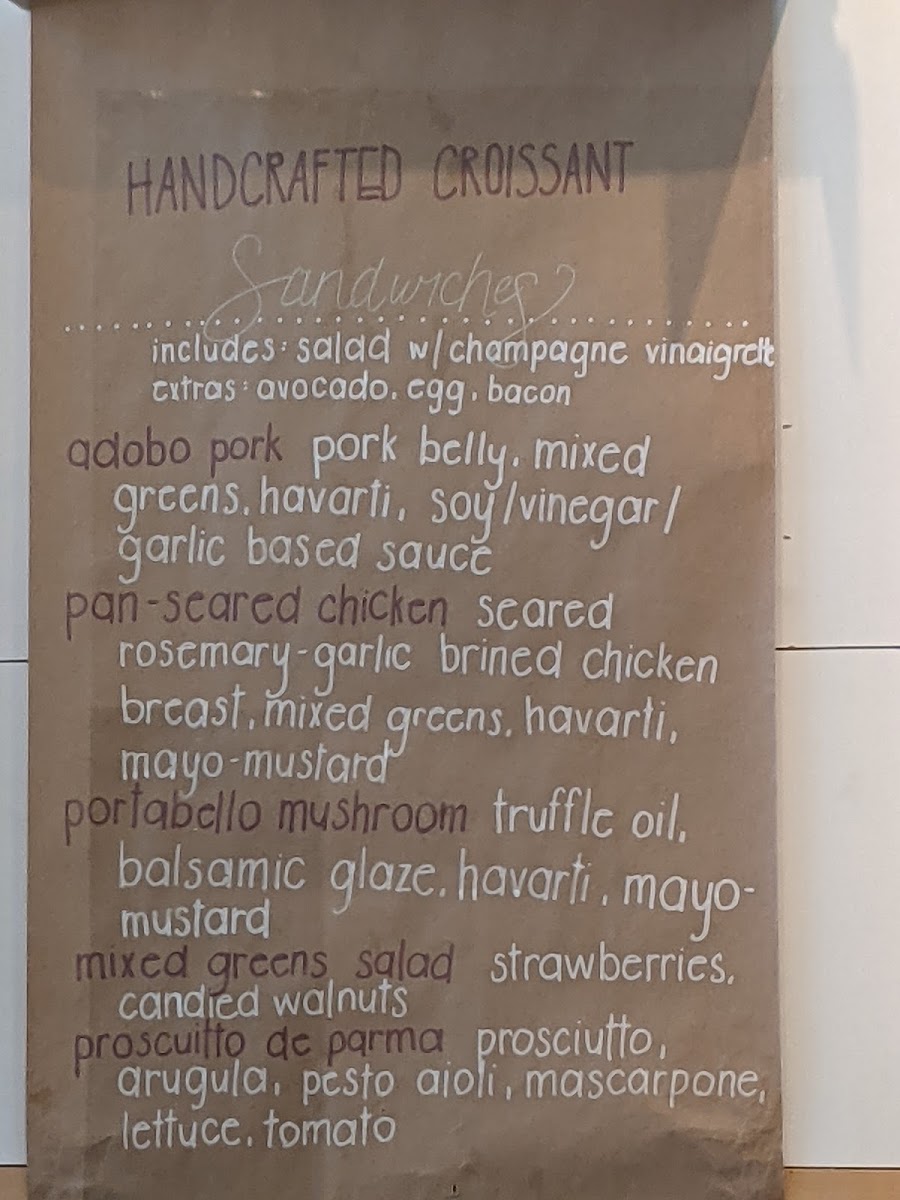 HANDCRAFTED CROISSANT
Sandwiches
includes: salad w/champagne vinaigrett
extras: avocado, egg, bacon
adobo pork pork belly, mixed
greens, havarti, soy/vinegar/
garlic based sauce
pan-seared chicken seared
rosemary-garlic brined chicken
breast, mixed greens, havarti,
mayo-mustard
portabello mushroom truffle oil,
balsamic glaze, havarti, mayo-
mustard
mixed greens salad strawberries,
candied walnuts
proscuitto de parma prosciutto,
arugula, pesto aioli, mascarpone,
lettuce, tomato